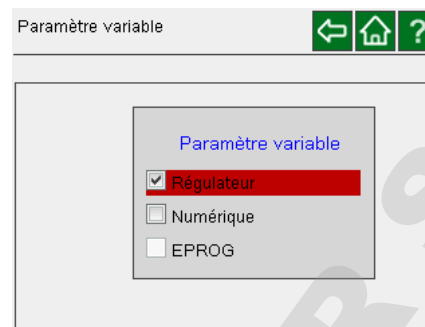 Paramètre variable
?
Paramètre variable
Régulateur
Numérique
EPROG